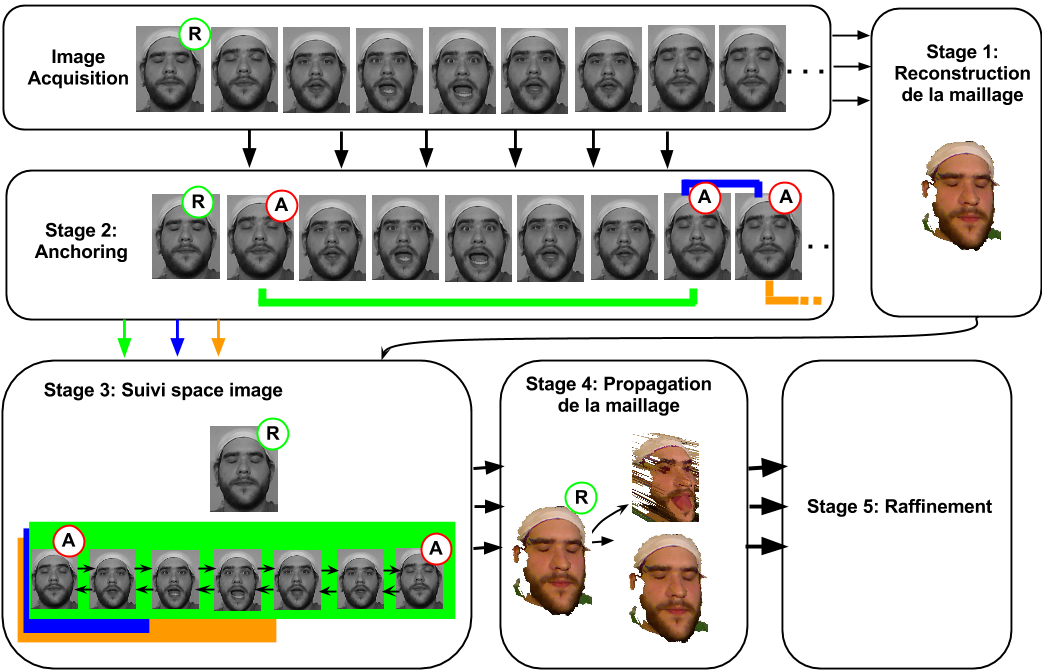 Image
Acquisition
R
. . .
Stage 1:
Reconstruction
de la maillage
Stage 2:
Anchoring
R
A
A
A
. .
Stage 3: Suivi space image
R
A
A
Stage 4: Propagation
de la maillage
R
Stage 5: Raffinement